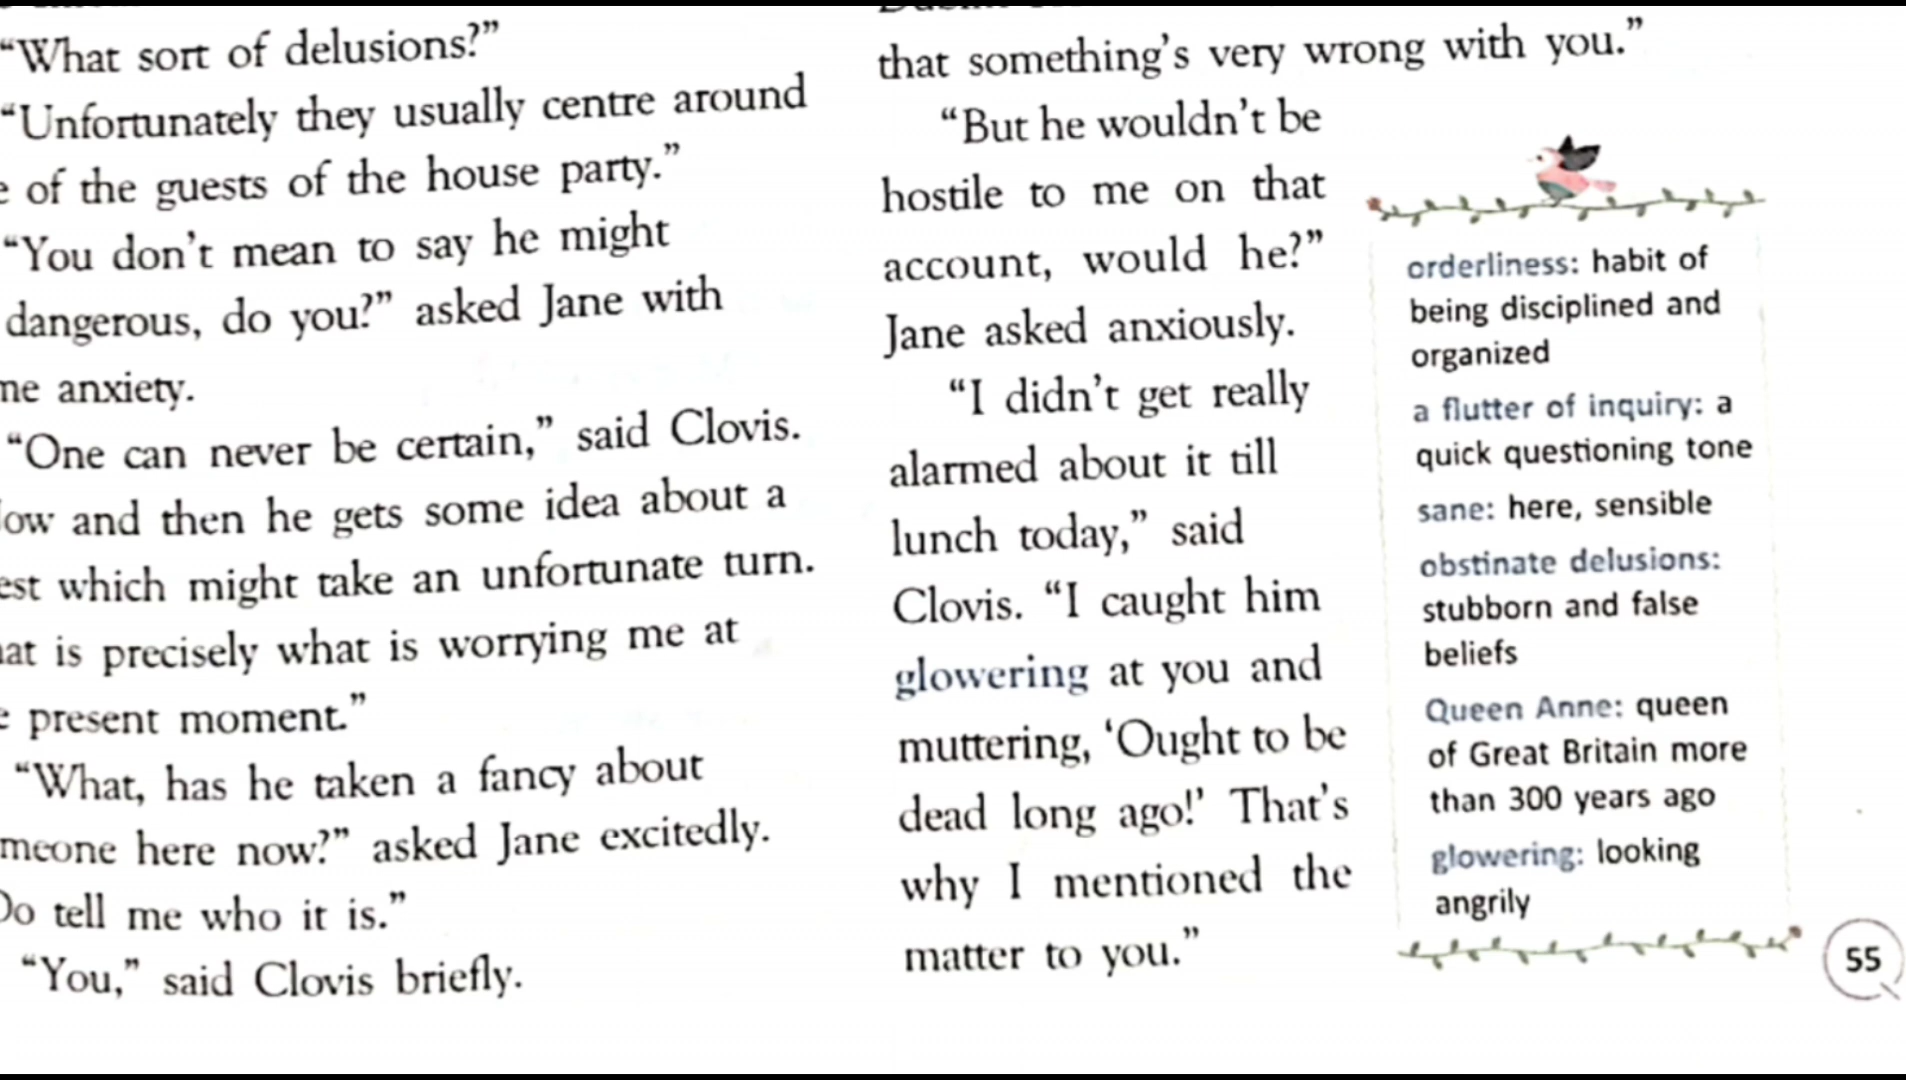 “What sort of delusions?”
“Unfortunately they usually centre around
of the guests of the house party.”
“You don’t mean to say he might
dangerous, do you?” asked Jane with
anxiety.
“One can never be certain,” said Clovis.
and then he gets some idea about a
which might take an unfortunate turn.
is precisely what is worrying me at
present moment.”
“What, has he taken a fancy about
here now?” asked Jane excitedly.
tell me who it is.”
“You,” said Clovis briefly.
that something’s very wrong with you.”
“But he wouldn’t be
hostile to me on that
account, would he?”
Jane asked anxiously.
“I didn’t get really
alarmed about it till
lunch today,” said
Clovis. “I caught him
glowering at you and
muttering, ‘Ought to be
dead long ago!’ That’s
why I mentioned the
matter to you.”
orderliness: habit of
being disciplined and
organized
a flutter of inquiry: a
quick questioning tone
sane: here, sensible
obstinate delusions:
stubborn and false
beliefs
Queen Anne: queen
of Great Britain more
than 300 years ago
glowering: looking
angrily
55